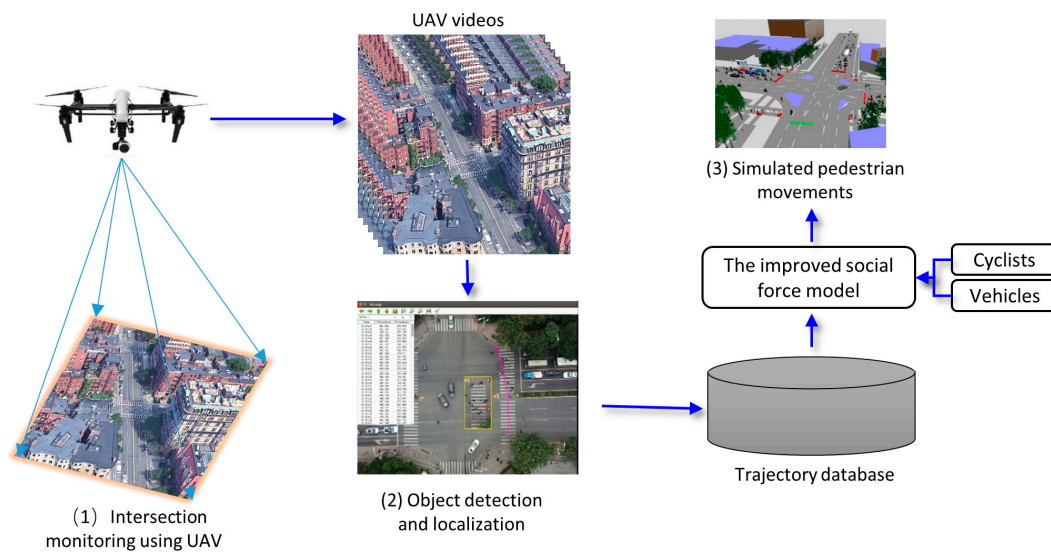 UAV videos
(1) Intersection
monitoring using UAV
(2) Object detection
and localization
Trajectory database
The improved social
force model
Cyclists
Vehicles
(3) Simulated pedestrian
movements